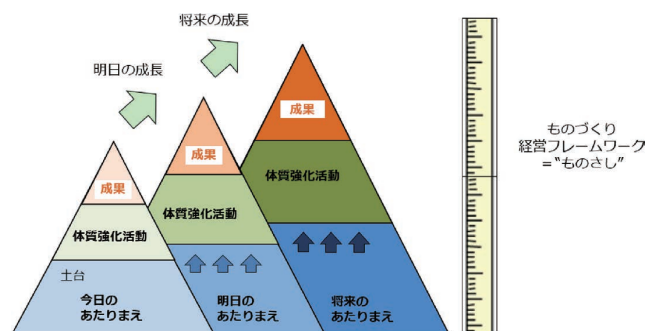 将来の成長
明日の成長
成果
成果
成果
体質強化活動
体質強化活動
体質強化活動
土台
今日の
あたりまえ
明日の
あたりまえ
将来の
あたりまえ
ものづくり
経営フレームワーク
=“ものさし”